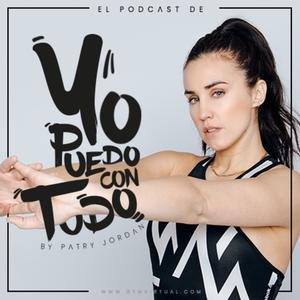 EL PODCAST DE
YO
PUEDO
CON
TODO
BY PATRY JORDAN
WWW.GYMVIRTUAL.COM